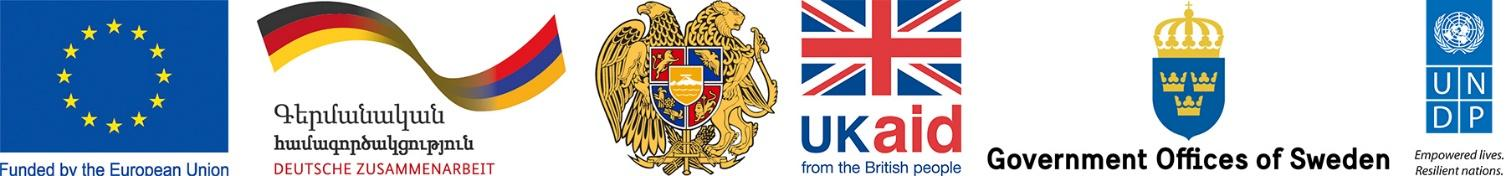 Funded by the European Union
Գերմանական
համագործակցություն
DEUTSCHE ZUSAMMENARBEIT
UKaid
from the British people
Government Offices of Sweden
U N
D P
Empowered lives.
Resilient nations.